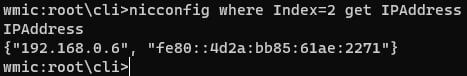 wmic:root\cli>nicconfig where Index=2 get IPAddress
IPAddress
{"192.168.0.6", "fe80::4d2a:bb85:61ae:2271"}
wmic:root\cli>